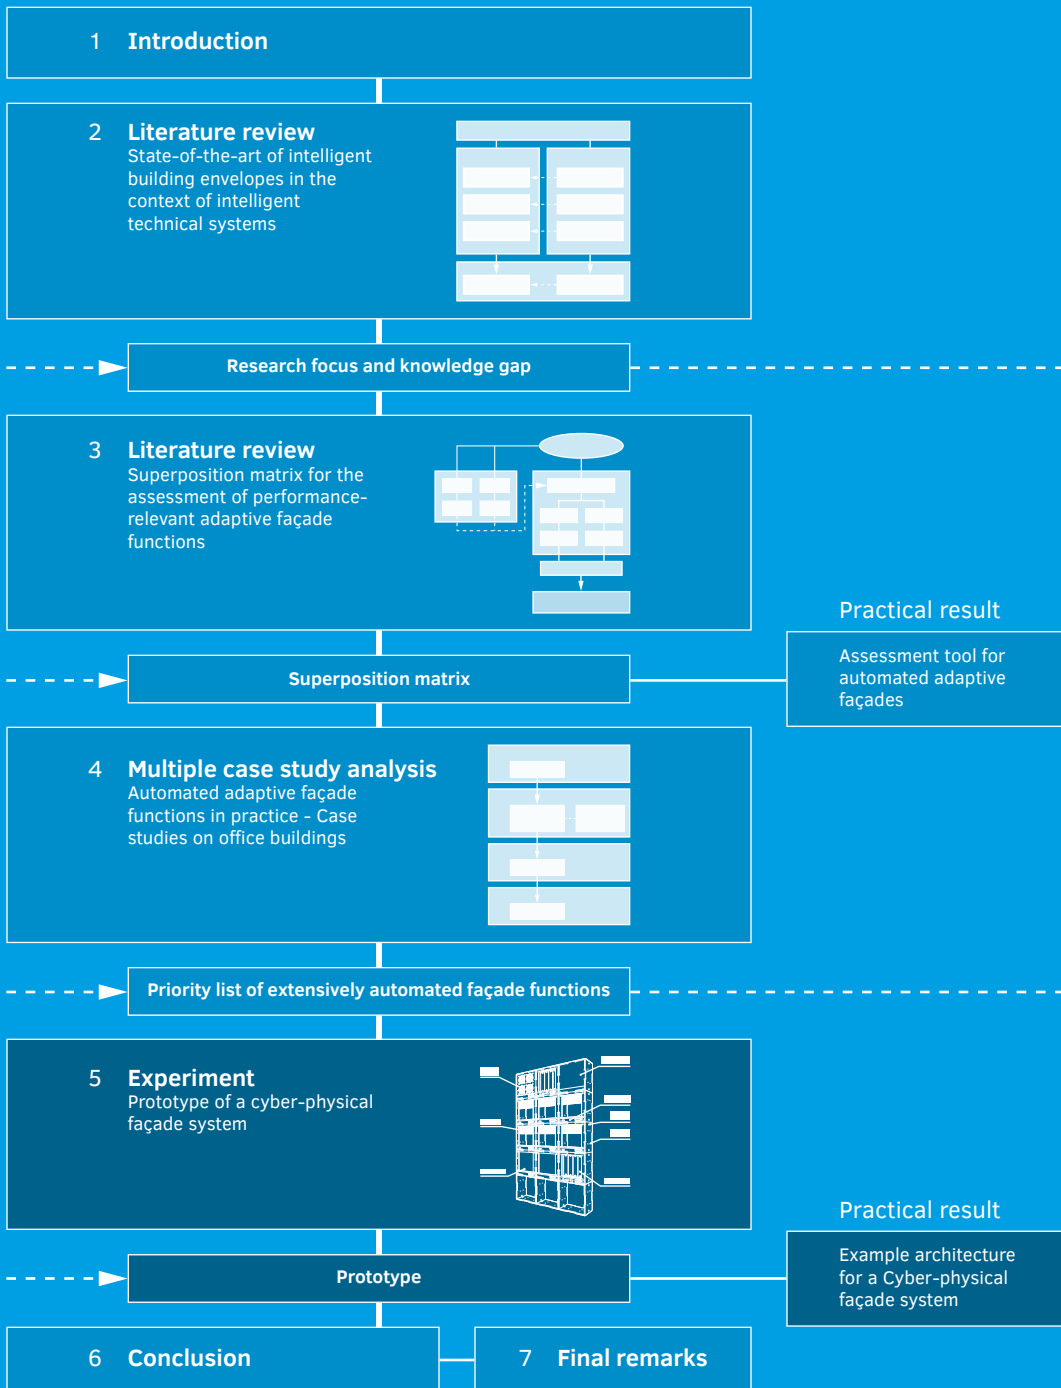 1 Introduction
2 Literature review
State-of-the-art of intelligent
building envelopes in the
context of intelligent
technical systems
Research focus and knowledge gap
3 Literature review
Superposition matrix for the
assessment of performance-
relevant adaptive façade
functions
Practical result
Assessment tool for
automated adaptive
façades
Superposition matrix
4 Multiple case study analysis
Automated adaptive façade
functions in practice - Case
studies on office buildings
Priority list of extensively automated façade functions
5 Experiment
Prototype of a cyber-physical
façade system
Practical result
Example architecture
for a Cyber-physical
façade system
Prototype
6 Conclusion
7 Final remarks